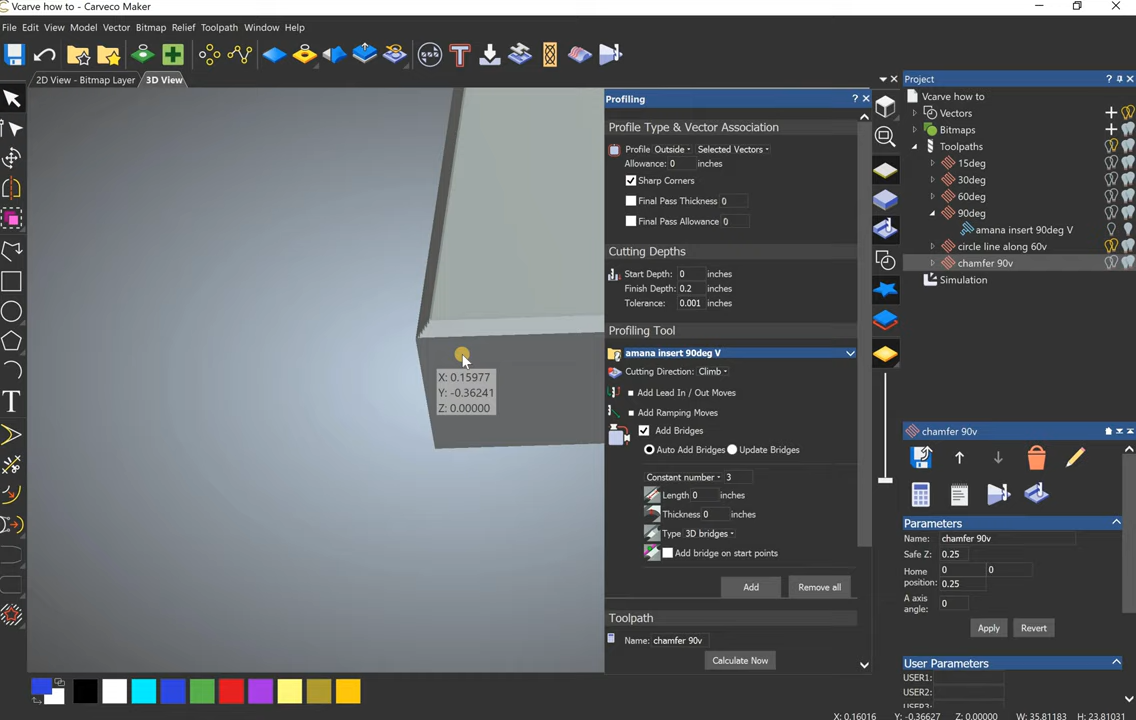 Vcarve how to - Carveco Maker
File Edit View Model Vector Bitmap Relief Toolpath Window Help
2D View - Bitmap Layer 3D View
Profiling
?
Profile Type & Vector Association
Profile Outside Selected Vectors
Allowance: 0 inches
Sharp Corners
Final Pass Thickness 0
Final Pass Allowance 0
Cutting Depths
Start Depth: 0 inches
Finish Depth: 0.2 inches
Tolerance: 0.001 inches
Profiling Tool
amana insert 90deg V
Cutting Direction: Climb
Add Lead In / Out Moves
Add Ramping Moves
Add Bridges
Auto Add Bridges Update Bridges
Constant number 3
Length 0 inches
Thickness 0 inches
Type 3D bridges
Add bridge on start points
Add Remove all
Toolpath
Name: chamfer 90v
Calculate Now
X: 0.15977
Y: -0.36241
Z: 0.00000
Project
?
Vcarve how to
Vectors
Bitmaps
Toolpaths
15deg
30deg
60deg
90deg
amana insert 90deg V
circle line along 60v
chamfer 90v
Simulation
chamfer 90v
Parameters
Name: chamfer 90v
Safe Z: 0.25
Home position: 0 0
0.25
A axis angle: 0
Apply Revert
User Parameters
USER1:
USER2:
USER3:
X: 0.16016 Y: -0.36627 Z: 0.00000 W: 35.81183 H: 23.81031